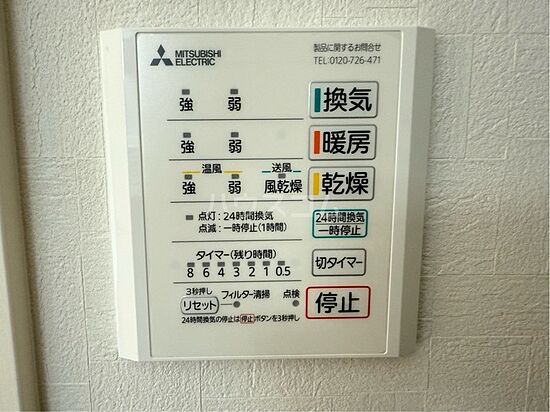 MITSUBISHI
ELECTRIC
製品に関するお問合せ
TEL:0120-726-471
強 弱 換気
強 弱 暖房
温風 送風
強 弱 風乾燥 乾燥
点灯:24時間換気
点滅:一時停止(1時間)
24時間換気
一時停止
タイマー(残り時間)
8 6 4 3 2 1 0.5
切タイマー
3秒押し
リセット フィルター清掃 点検
停止
24時間換気の停止は停止ボタンを3秒押し